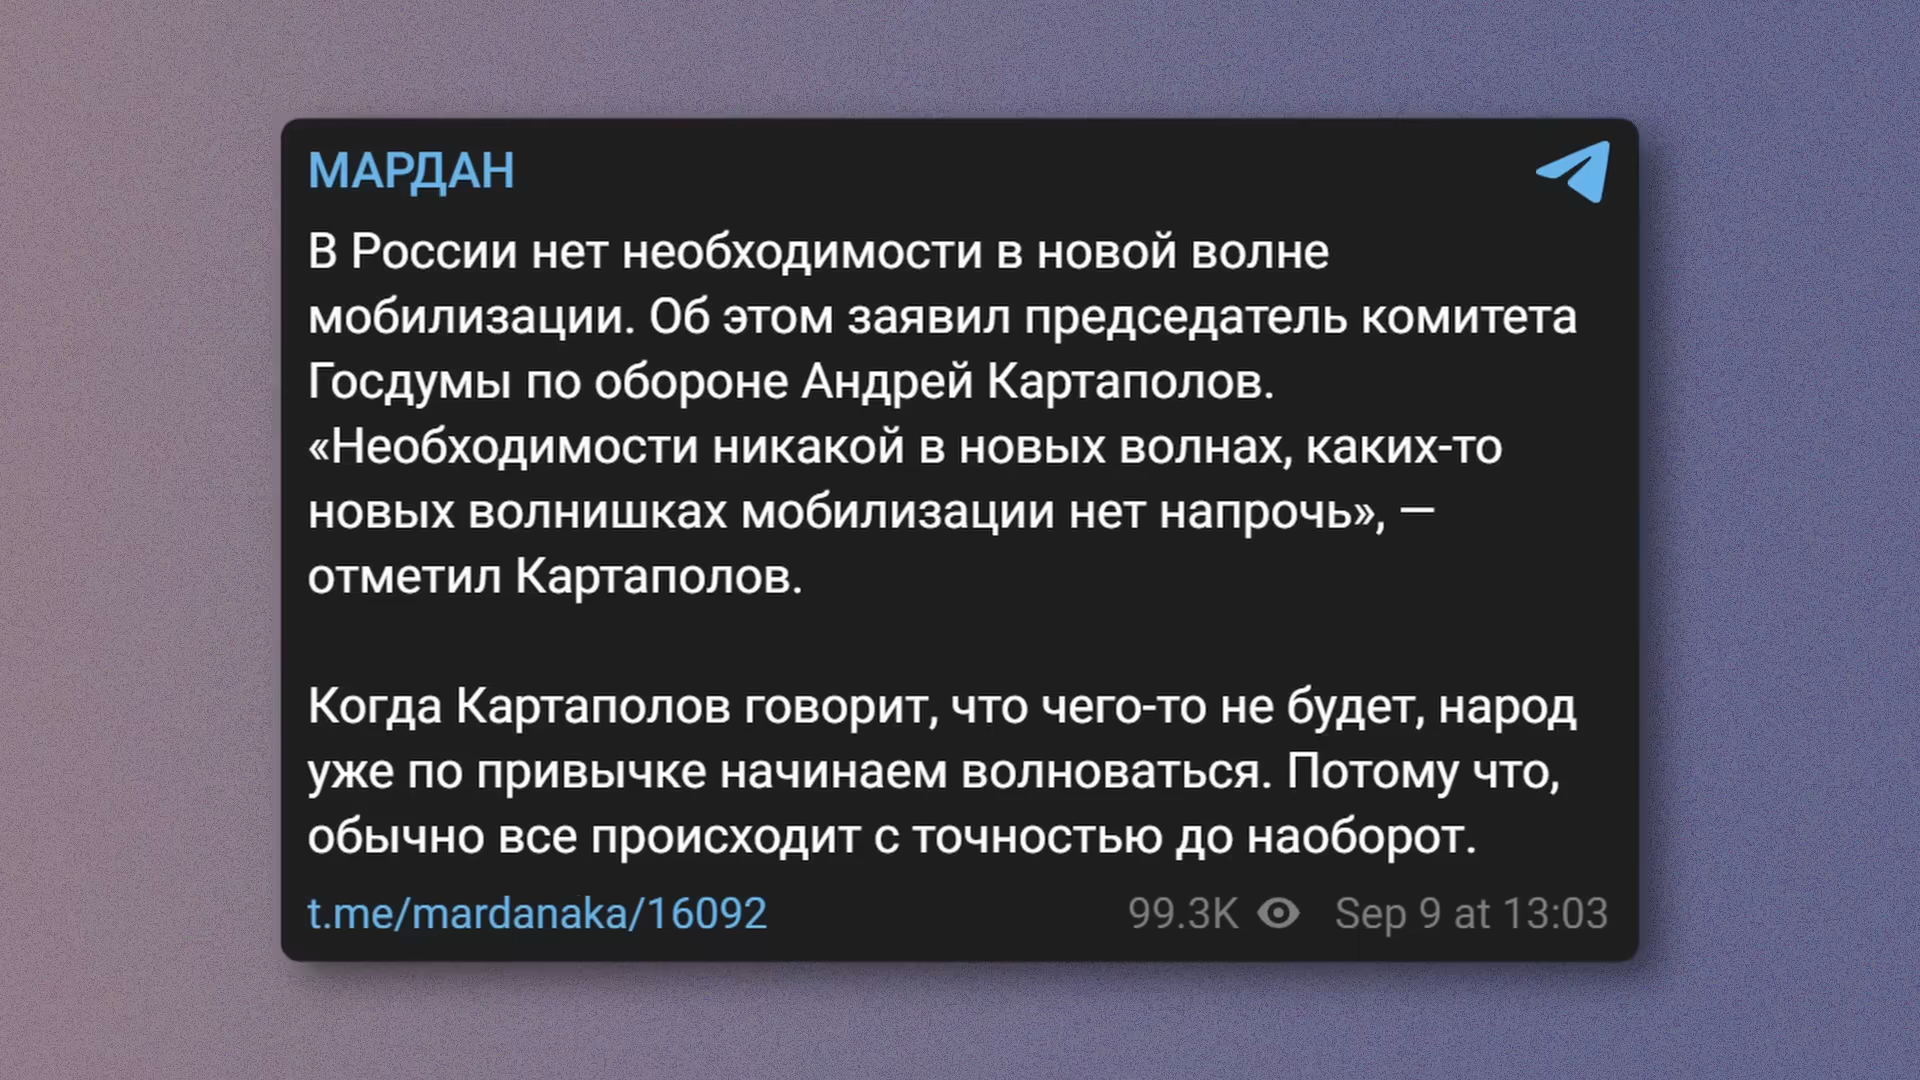 МАРДАН
В России нет необходимости в новой волне
мобилизации. Об этом заявил председатель комитета
Госдумы по обороне Андрей Картаполов.
«Необходимости никакой в новых волнах, каких-то
новых волнишках мобилизации нет напрочь», —
отметил Картаполов.
Когда Картаполов говорит, что чего-то не будет, народ
уже по привычке начинаем волноваться. Потому что,
обычно все происходит с точностью до наоборот.
t.me/mardanaka/16092 99.3K Sep 9 at 13:03